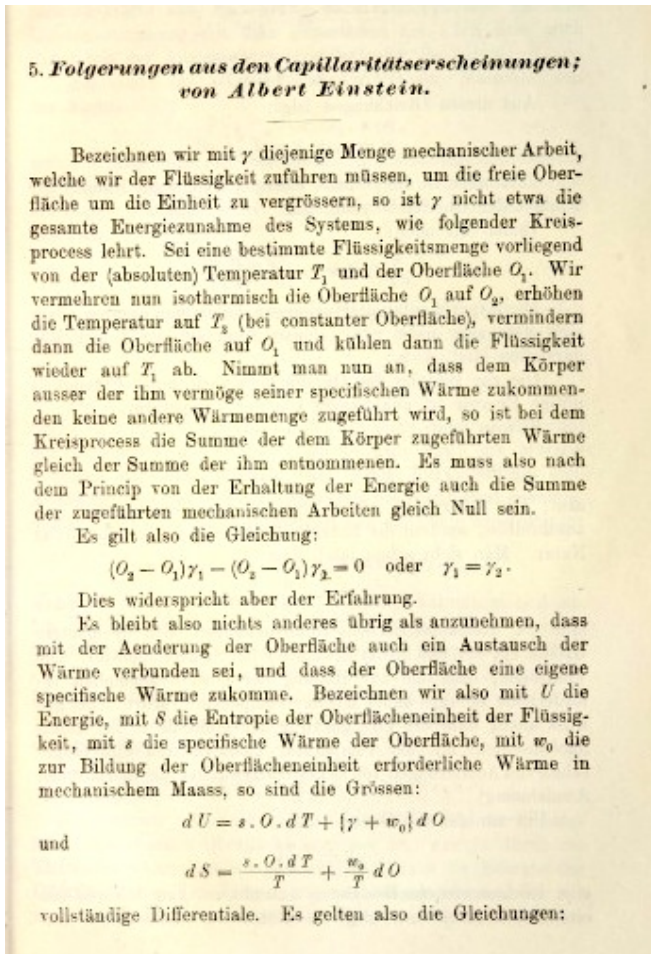 5. Folgerungen aus den Capillaritätserscheinungen;
von Albert Einstein.
Bezeichnen wir mit γ diejenige Menge mechanischer Arbeit,
welche wir der Flüssigkeit zuführen müssen, um die freie Ober-
fläche um die Einheit zu vergrössern, so ist γ nicht etwa die
gesamte Energiezunahme des Systems, wie folgender Kreis-
process lehrt. Sei eine bestimmte Flüssigkeitsmenge vorliegend
von der (absoluten) Temperatur T₁ und der Oberfläche O₁. Wir
vermehren nun isothermisch die Oberfläche O₁ auf O₂, erhöhen
die Temperatur auf T₂ (bei constanter Oberfläche), vermindern
dann die Oberfläche auf O₁ und kühlen dann die Flüssigkeit
wieder auf T₁ ab. Nimmt man nun an, dass dem Körper
ausser der ihm vermöge seiner specifischen Wärme zukommen-
den keine andere Wärmemenge zugeführt wird, so ist bei dem
Kreisprocess die Summe der dem Körper zugeführten Wärme
gleich der Summe der ihm entnommenen. Es muss also nach
dem Princip von der Erhaltung der Energie auch die Summe
der zugeführten mechanischen Arbeiten gleich Null sein.
Es gilt also die Gleichung:
(O₂ − O₁)γ₁ − (O₂ − O₁)γ₂ = 0 oder γ₁ = γ₂.
Dies widerspricht aber der Erfahrung.
Es bleibt also nichts anderes übrig als anzunehmen, dass
mit der Aenderung der Oberfläche auch ein Austausch der
Wärme verbunden sei, und dass der Oberfläche eine eigene
specifische Wärme zukomme. Bezeichnen wir also mit U die
Energie, mit S die Entropie der Oberflächeneinheit der Flüssig-
keit, mit s die specifische Wärme der Oberfläche, mit w₀ die
zur Bildung der Oberflächeneinheit erforderliche Wärme in
mechanischem Maass, so sind die Grössen:
d U = s . O . d T + {γ + w₀} d O
und
d S = s . O . d T / T + w₀ / T d O
vollständige Differentiale. Es gelten also die Gleichungen: